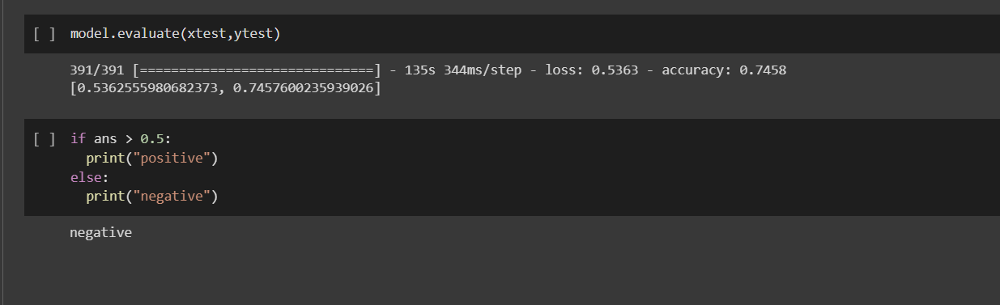 [ ] model.evaluate(xtest,ytest)
391/391 [==============================] - 135s 344ms/step - loss: 0.5363 - accuracy: 0.7458
[0.5362555980682373, 0.7457600235939026]
[ ] if ans > 0.5:
  print("positive")
else:
  print("negative")
negative